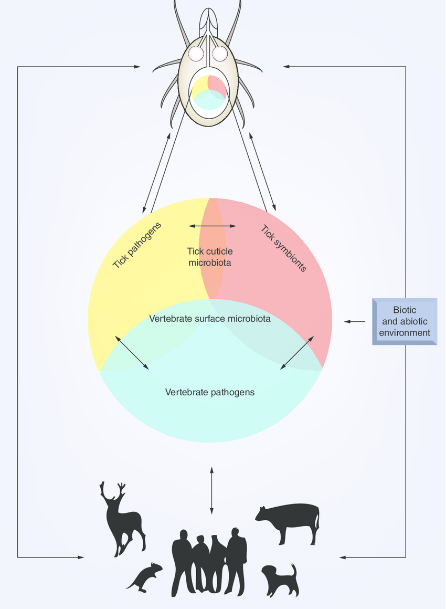 Tick pathogens
Tick symbionts
Tick cuticle
microbiota
Vertebrate surface microbiota
Biotic
and abiotic
environment
Vertebrate pathogens